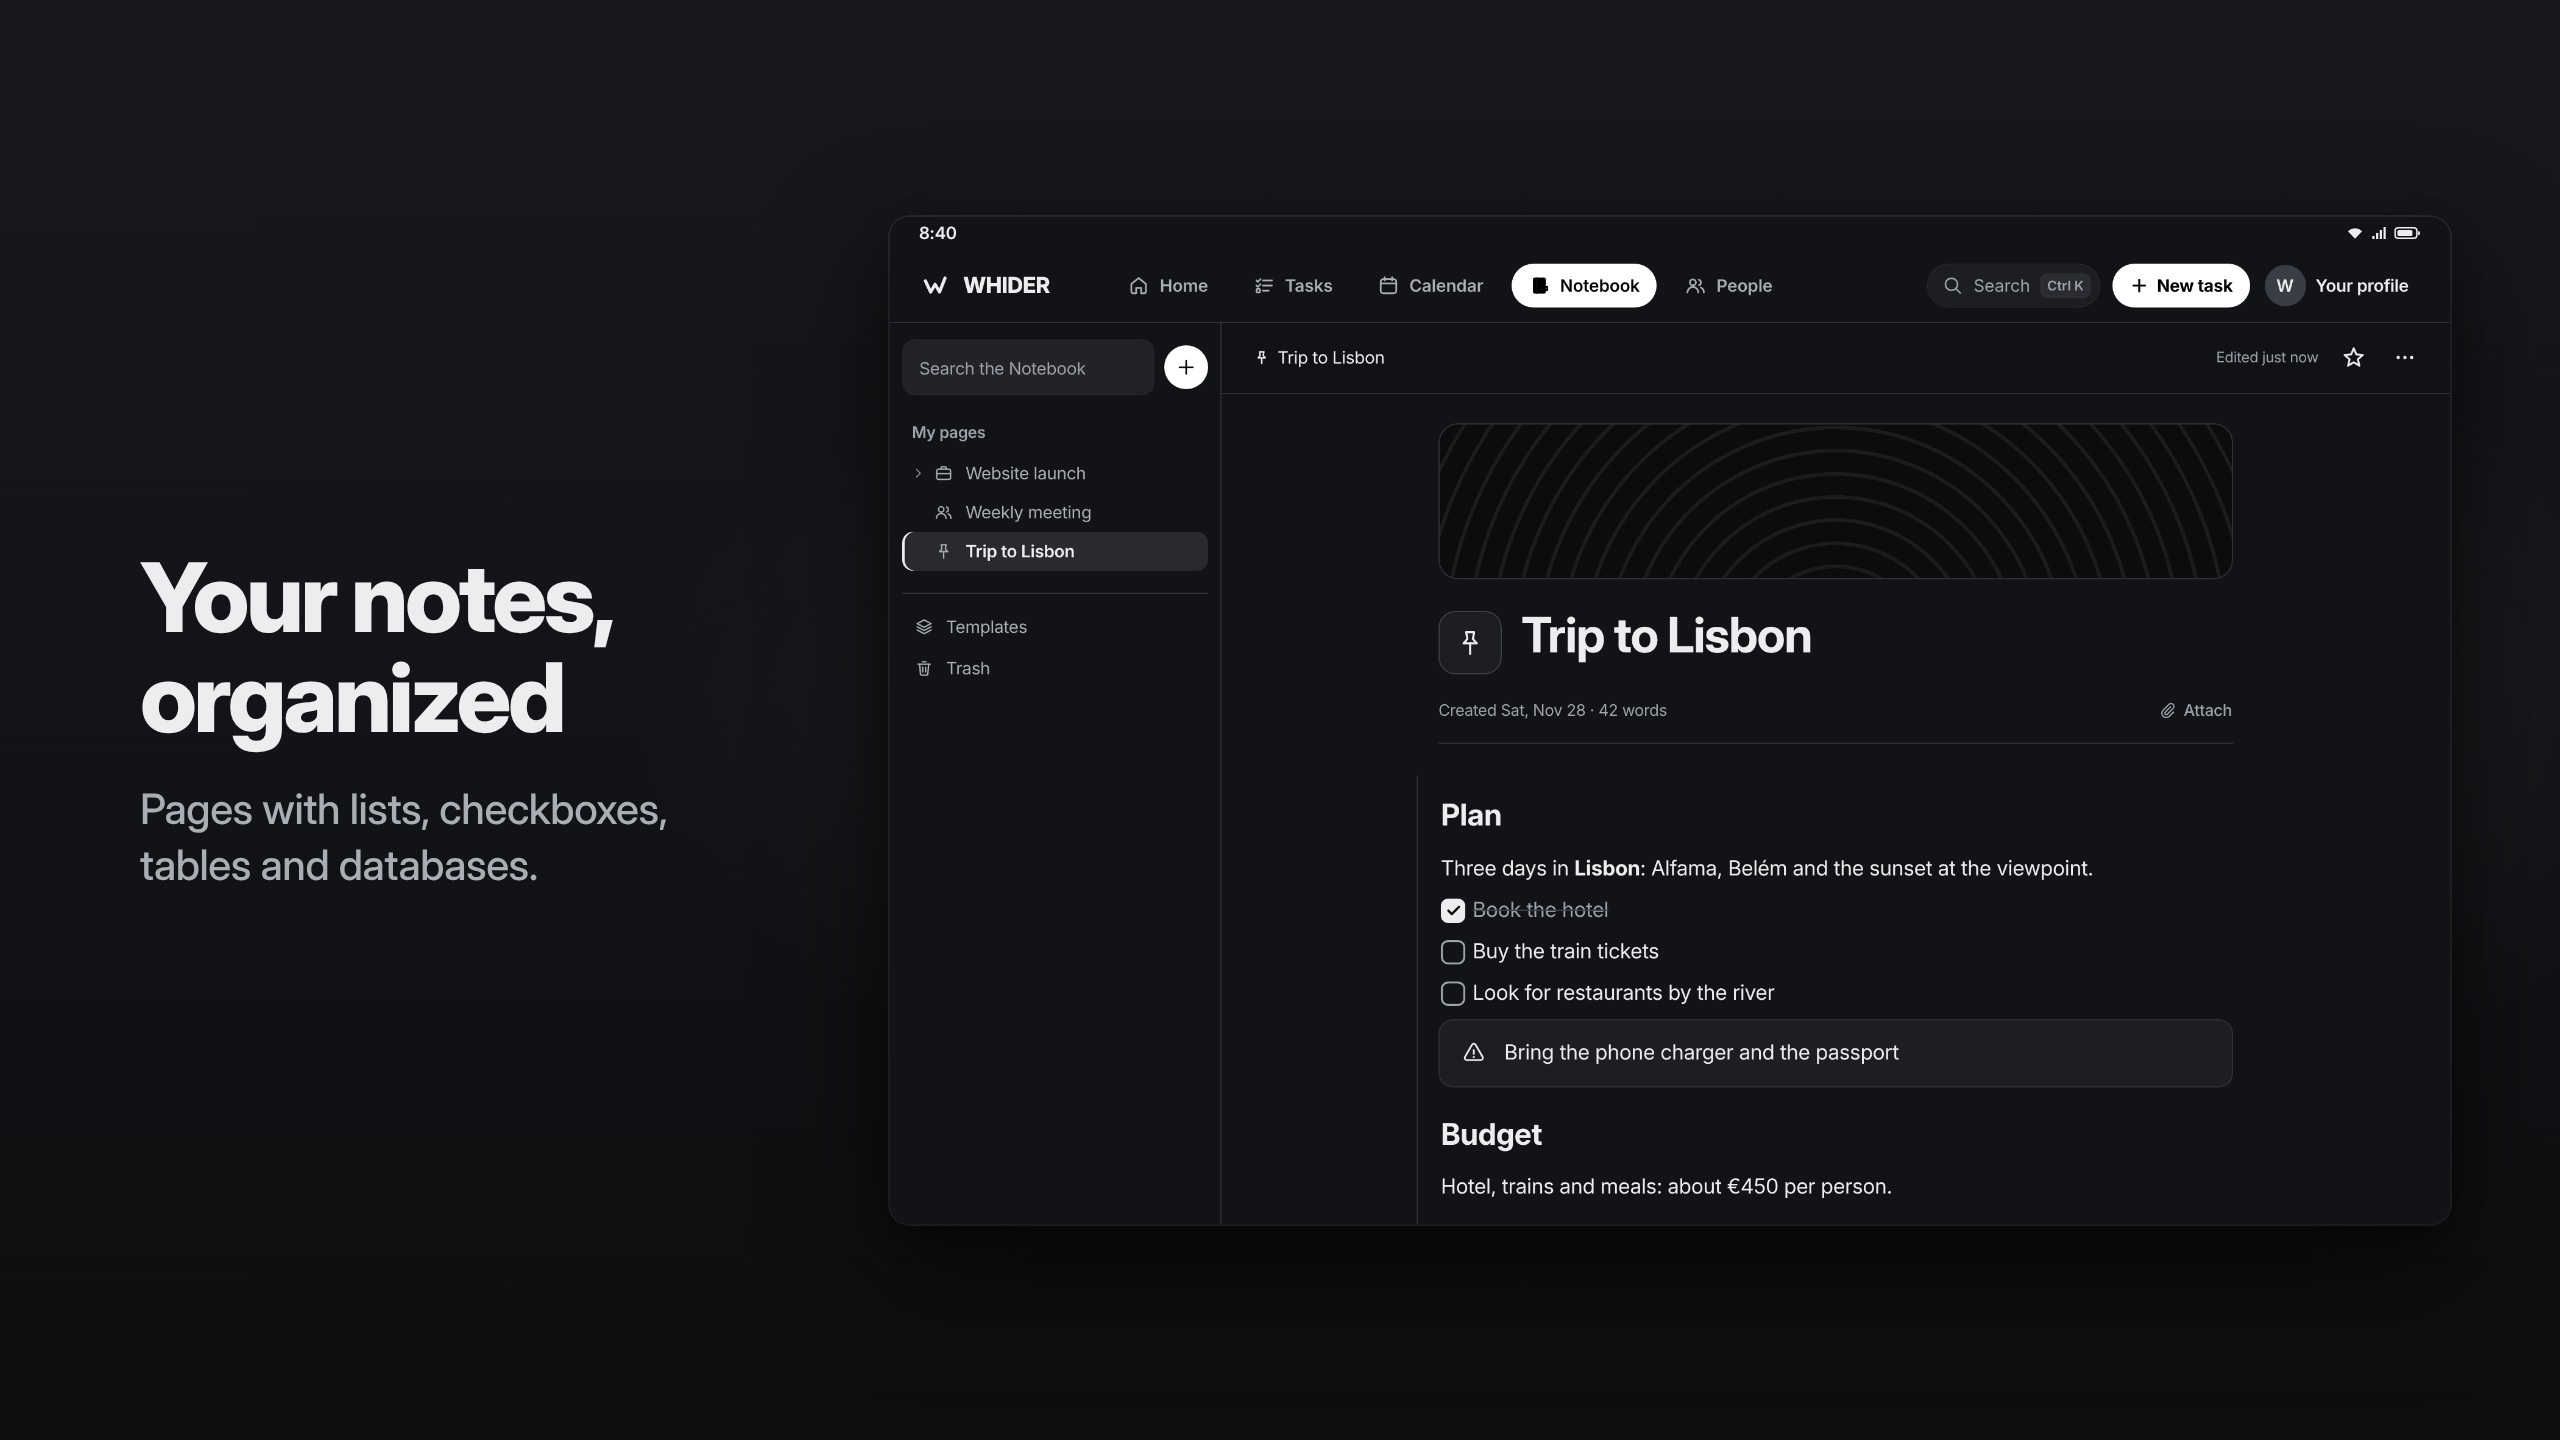 Your notes,
organized
Pages with lists, checkboxes,
tables and databases.
8:40
W WHIDER
Home
Tasks
Calendar
Notebook
People
Search Ctrl K
New task
W Your profile
Search the Notebook
My pages
Website launch
Weekly meeting
Trip to Lisbon
Templates
Trash
Trip to Lisbon
Edited just now
Trip to Lisbon
Created Sat, Nov 28 · 42 words
Attach
Plan
Three days in Lisbon: Alfama, Belém and the sunset at the viewpoint.
Book the hotel
Buy the train tickets
Look for restaurants by the river
Bring the phone charger and the passport
Budget
Hotel, trains and meals: about €450 per person.